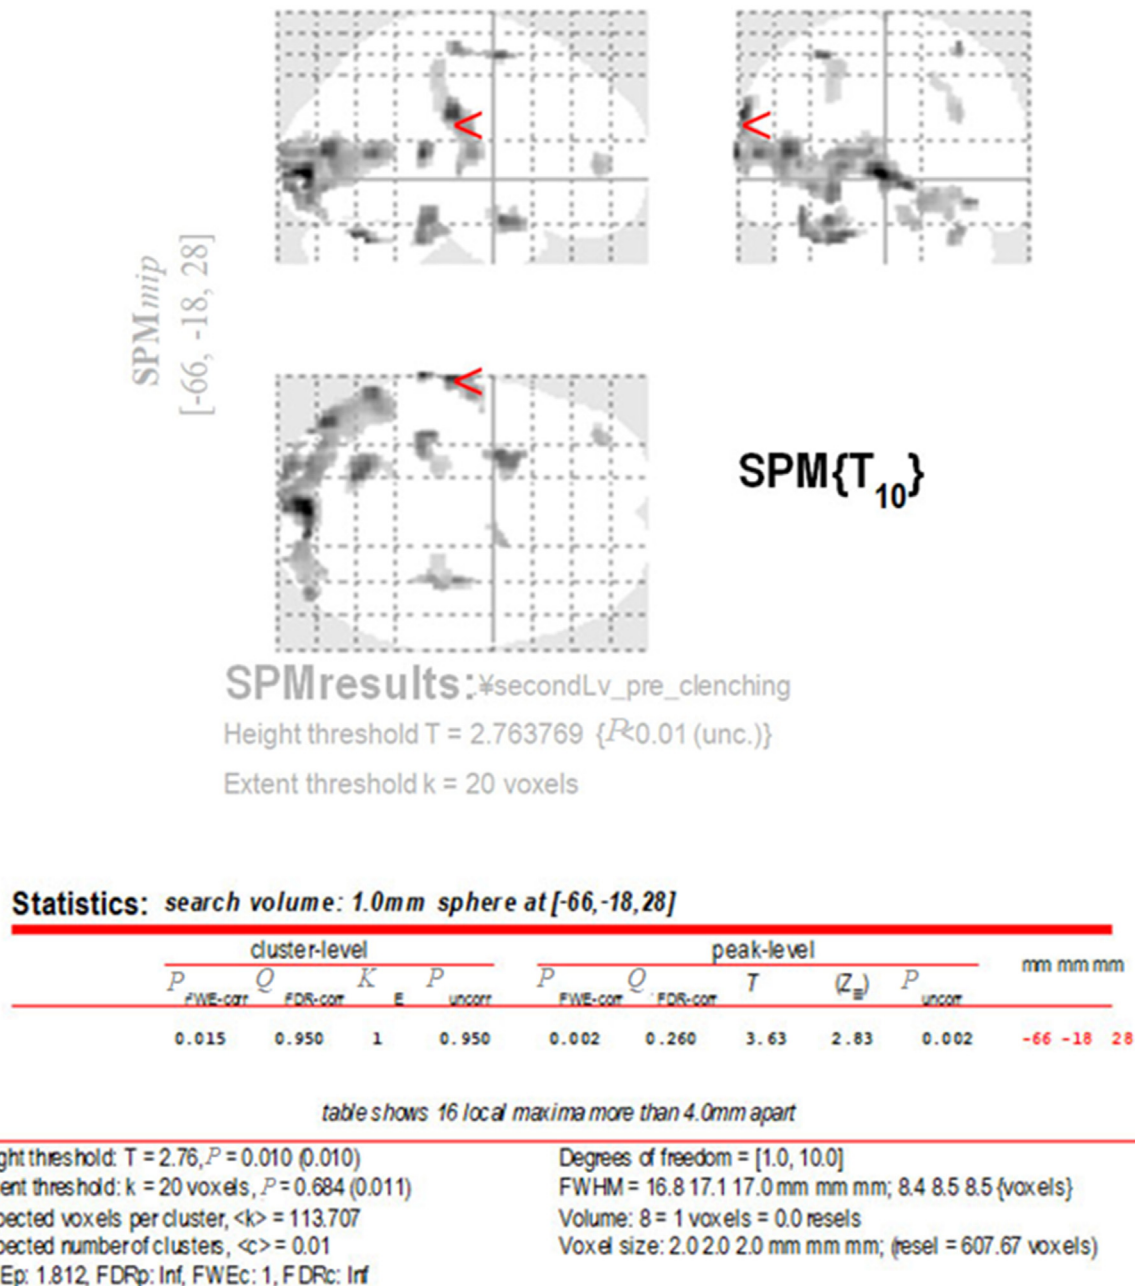 SPMmip
[-66, -18, 28]
<
<
<
SPM{T10}
SPMresults:¥secondLv_pre_clenching
Height threshold T = 2.763769 {P<0.01 (unc.)}
Extent threshold k = 20 voxels
Statistics: search volume: 1.0mm sphere at [-66,-18,28]
cluster-level peak-level mm mm mm
P FWE-corr Q FDR-corr K E P uncorr P FWE-corr Q FDR-corr T (Z≡) P uncorr
0.015 0.950 1 0.950 0.002 0.260 3.63 2.83 0.002 -66 -18 28
table shows 16 local maxima more than 4.0mm apart
ght threshold: T = 2.76, P = 0.010 (0.010)
ent threshold: k = 20 voxels, P = 0.684 (0.011)
pected voxels per cluster, <k> = 113.707
pected number of clusters, <c> = 0.01
Ep: 1.812, FDRp: Inf, FWEc: 1, FDRc: Inf
Degrees of freedom = [1.0, 10.0]
FWHM = 16.8 17.1 17.0 mm mm mm; 8.4 8.5 8.5 {voxels}
Volume: 8 = 1 voxels = 0.0 resels
Voxel size: 2.0 2.0 2.0 mm mm mm; (resel = 607.67 voxels)